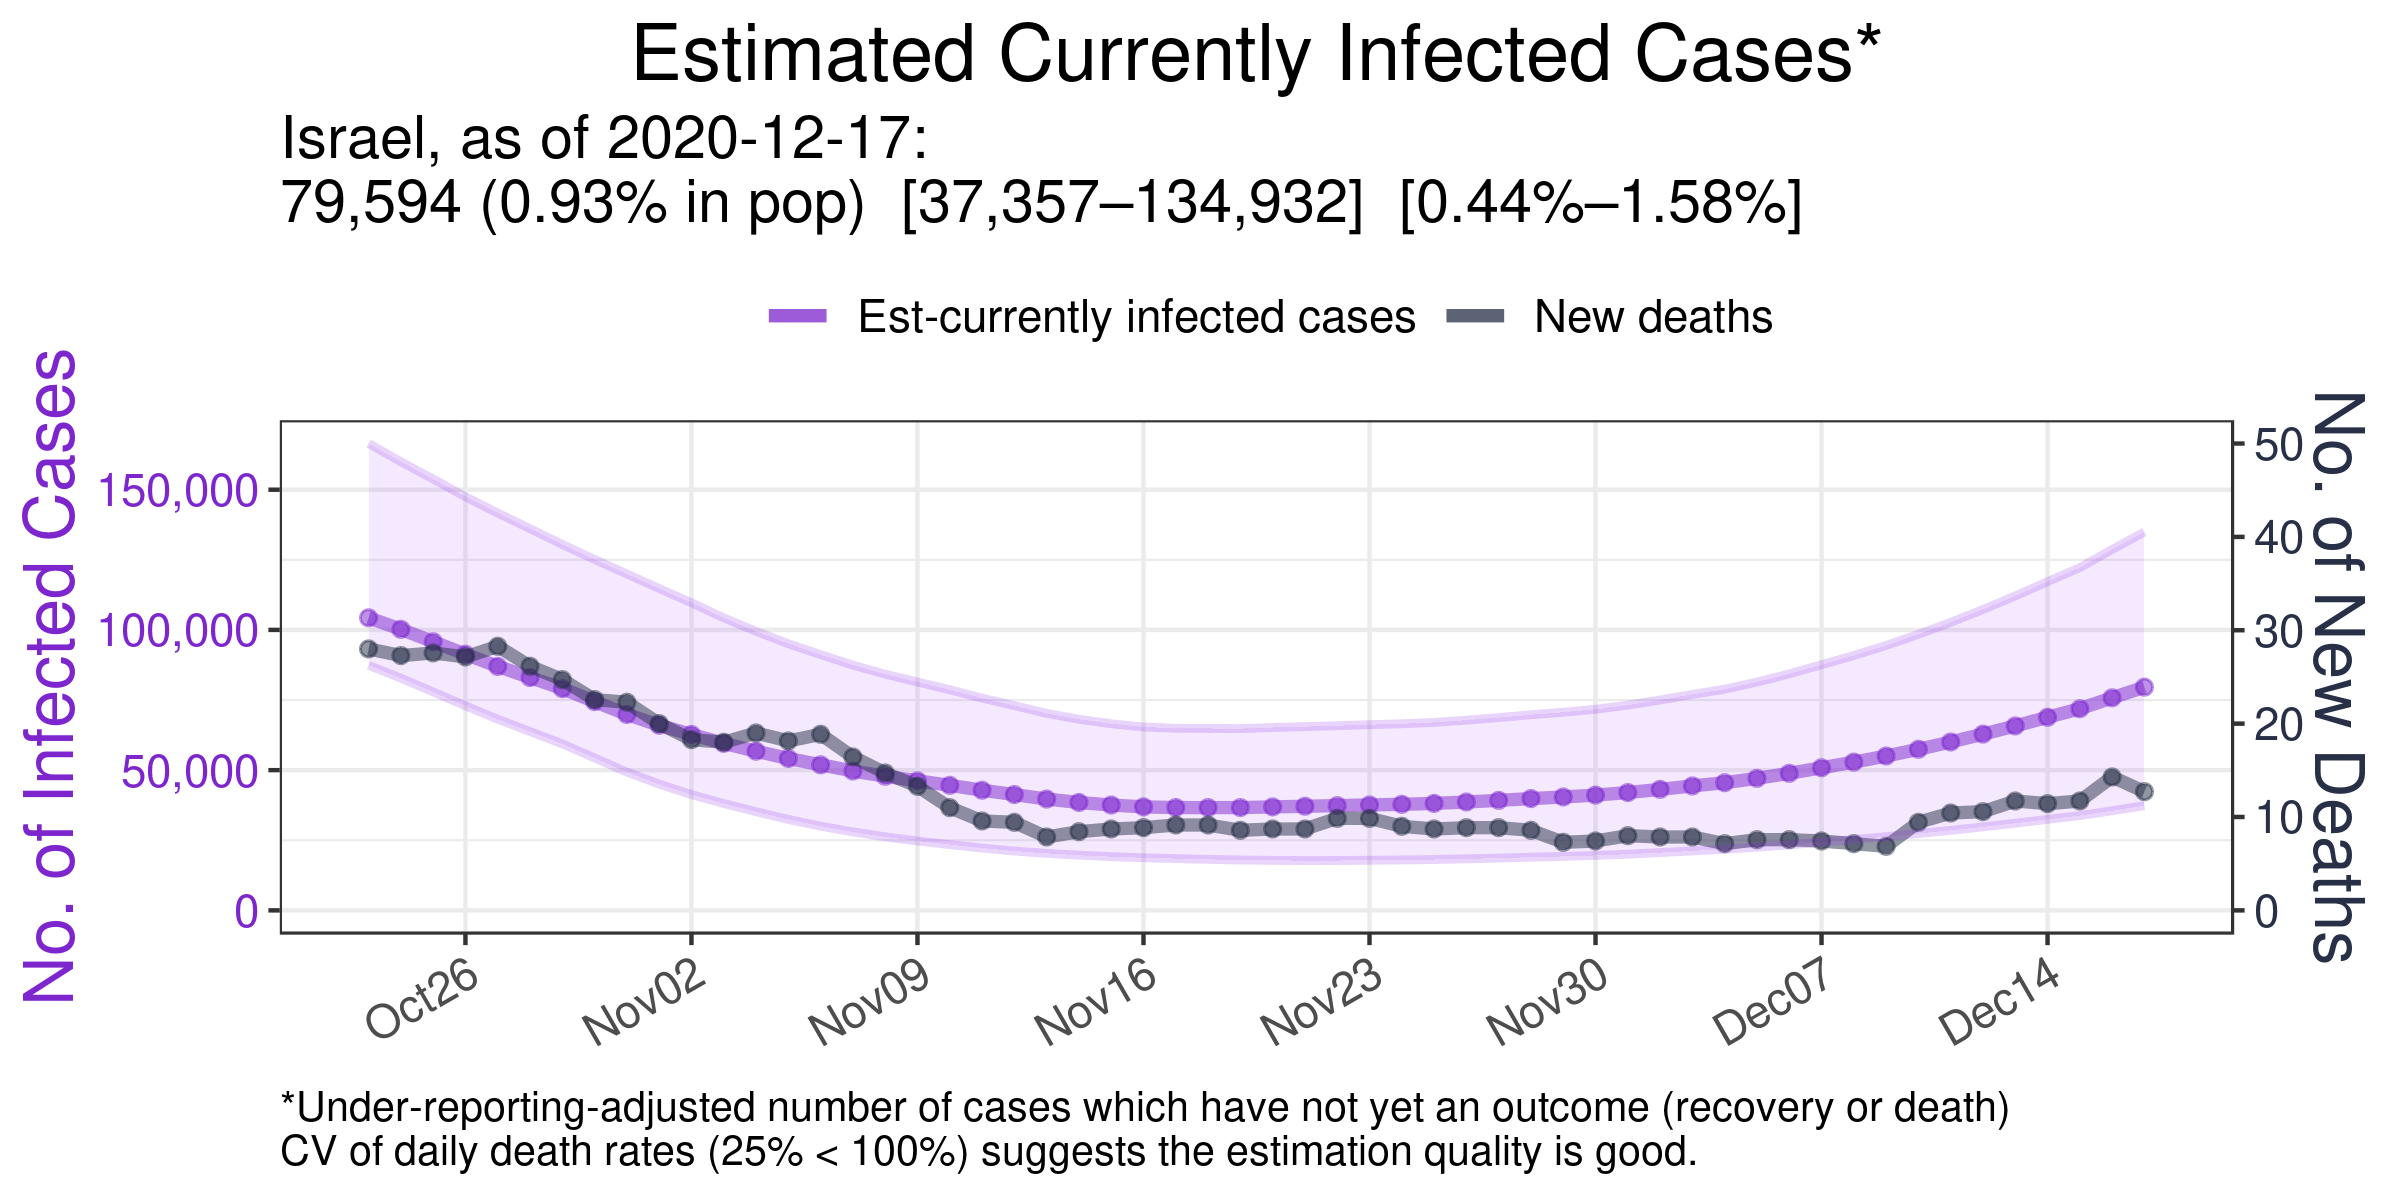 Estimated Currently Infected Cases*
Israel, as of 2020-12-17:
79,594 (0.93% in pop)  [37,357–134,932]  [0.44%–1.58%]
Est-currently infected cases
New deaths
No. of Infected Cases
150,000
100,000
50,000
0
50
40
30
20
10
0
No. of New Deaths
Oct26
Nov02
Nov09
Nov16
Nov23
Nov30
Dec07
Dec14
*Under-reporting-adjusted number of cases which have not yet an outcome (recovery or death)
CV of daily death rates (25% < 100%) suggests the estimation quality is good.